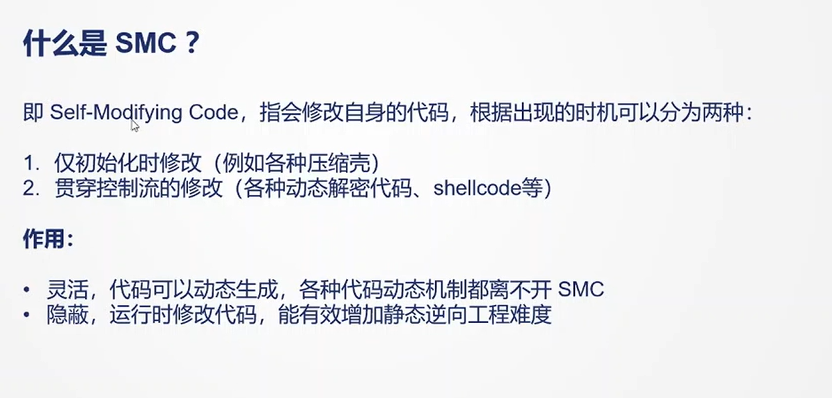 什么是 SMC ?
即 Self-Modifying Code，指会修改自身的代码，根据出现的时机可以分为两种：
1. 仅初始化时修改（例如各种压缩壳）
2. 贯穿控制流的修改（各种动态解密代码、shellcode等）
作用：
• 灵活，代码可以动态生成，各种代码动态机制都离不开 SMC
• 隐蔽，运行时修改代码，能有效增加静态逆向工程难度